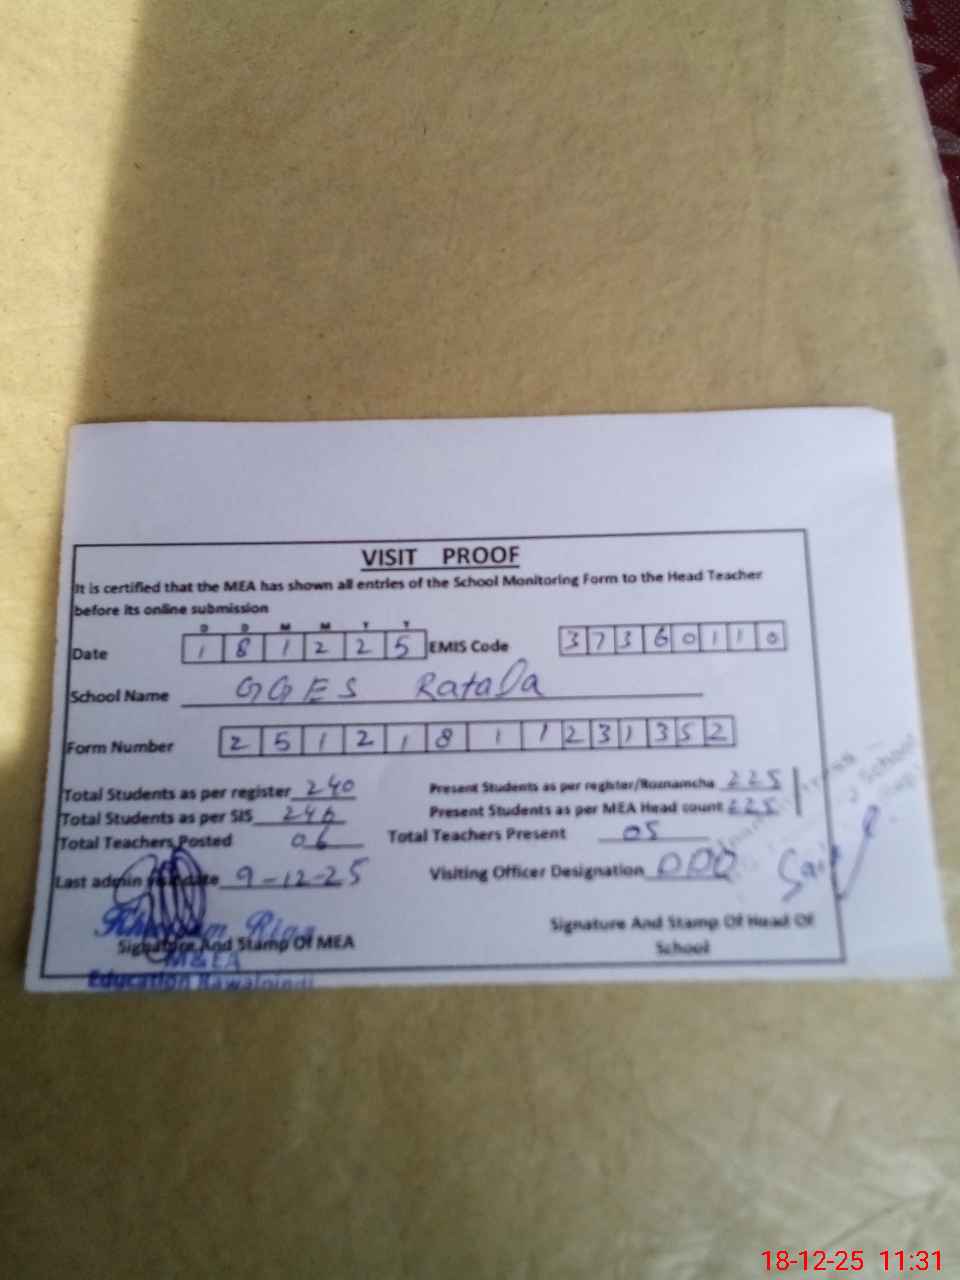 VISIT PROOF
It is certified that the MEA has shown all entries of the School Monitoring Form to the Head Teacher
before its online submission
D D M M Y Y
Date 1 8 1 2 2 5 EMIS Code 3 7 3 6 0 1 1 0
School Name GGES Ratala
Form Number 2 5 1 2 1 8 1 1 2 3 1 3 5 2
Total Students as per register 240 Present Students as per register/Roznamcha 225
Total Students as per SIS 246 Present Students as per MEA Head count 225
Total Teachers Posted 06 Total Teachers Present 05
Last admin visit date 9-12-25 Visiting Officer Designation
Signature And Stamp Of MEA Signature And Stamp Of Head Of
School
M&EA
Education Rawalpindi
18-12-25 11:31